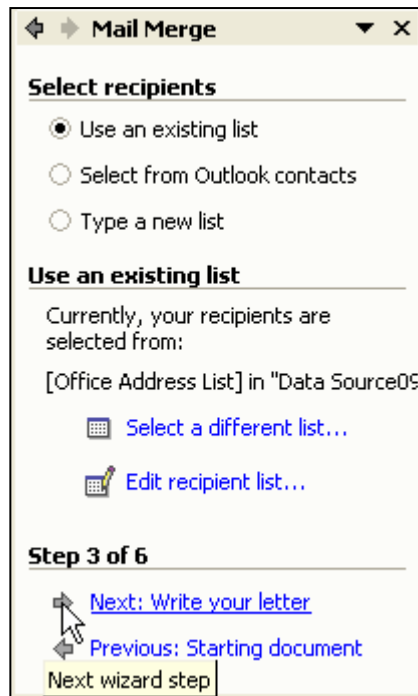 Mail Merge
Select recipients
Use an existing list
Select from Outlook contacts
Type a new list
Use an existing list
Currently, your recipients are
selected from:
[Office Address List] in "Data Source09
Select a different list...
Edit recipient list...
Step 3 of 6
Next: Write your letter
Previous: Starting document
Next wizard step